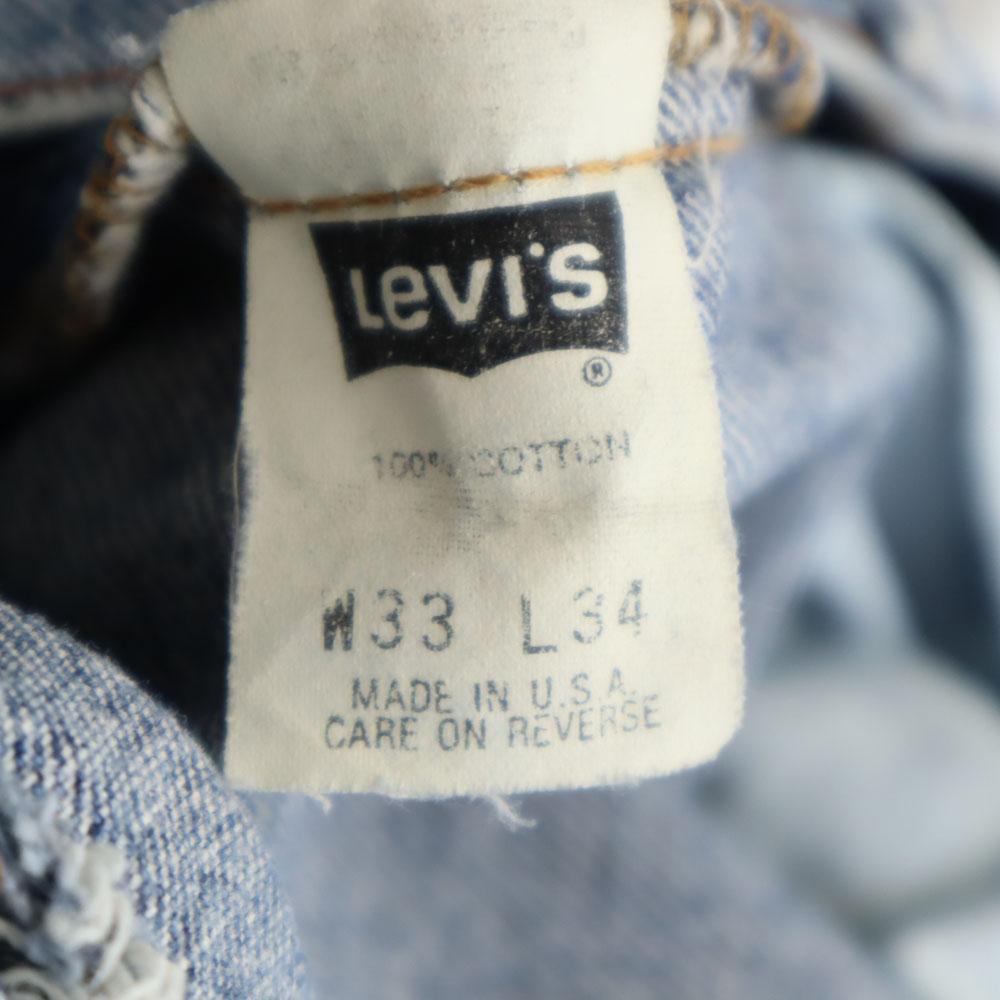 LEVI'S
®
100% COTTON
W33 L34
MADE IN U.S.A.
CARE ON REVERSE